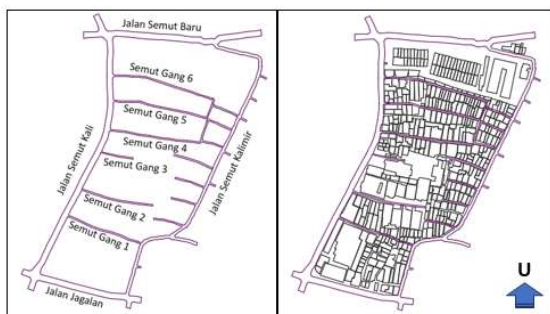 Jalan Semut Baru
Semut Gang 6
Semut Gang 5
Semut Gang 4
Semut Gang 3
Semut Gang 2
Semut Gang 1
Jalan Semut Kali
Jalan Semut Kalimir
Jalan Jagalan
U